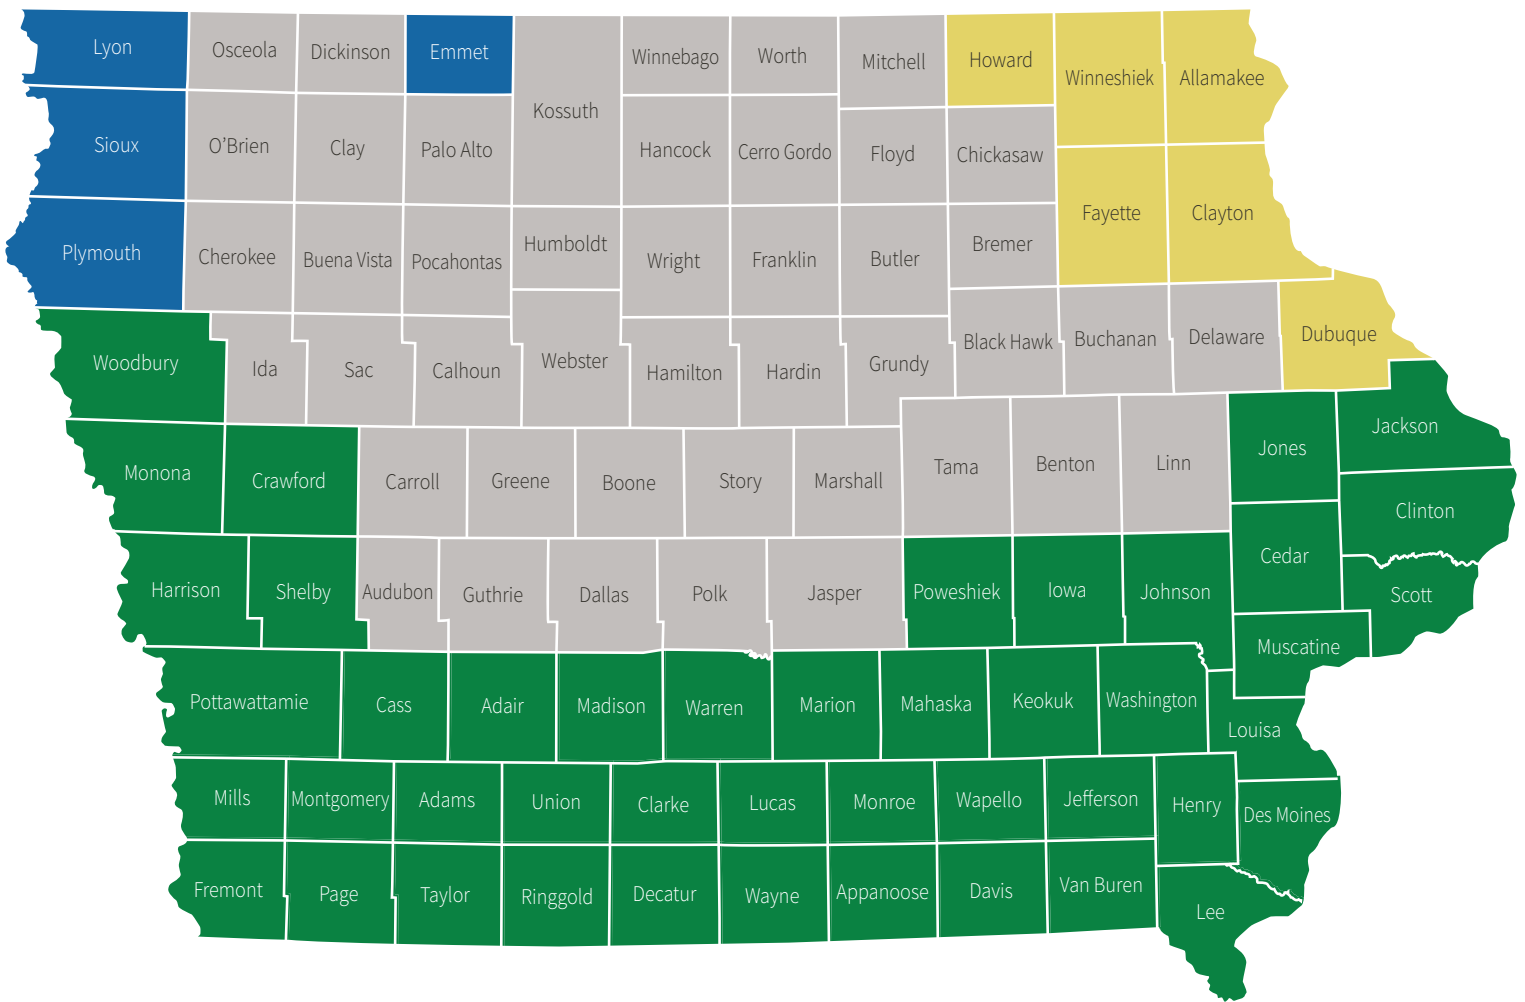 Lyon
Osceola
Dickinson
Emmet
Kossuth
Winnebago
Worth
Mitchell
Howard
Winneshiek
Allamakee
Sioux
O’Brien
Clay
Palo Alto
Hancock
Cerro Gordo
Floyd
Chickasaw
Plymouth
Cherokee
Buena Vista
Pocahontas
Humboldt
Wright
Franklin
Butler
Bremer
Fayette
Clayton
Woodbury
Ida
Sac
Calhoun
Webster
Hamilton
Hardin
Grundy
Black Hawk
Buchanan
Delaware
Dubuque
Monona
Crawford
Carroll
Greene
Boone
Story
Marshall
Tama
Benton
Linn
Jones
Jackson
Clinton
Harrison
Shelby
Audubon
Guthrie
Dallas
Polk
Jasper
Poweshiek
Iowa
Johnson
Cedar
Scott
Muscatine
Pottawattamie
Cass
Adair
Madison
Warren
Marion
Mahaska
Keokuk
Washington
Louisa
Mills
Montgomery
Adams
Union
Clarke
Lucas
Monroe
Wapello
Jefferson
Henry
Des Moines
Fremont
Page
Taylor
Ringgold
Decatur
Wayne
Appanoose
Davis
Van Buren
Lee